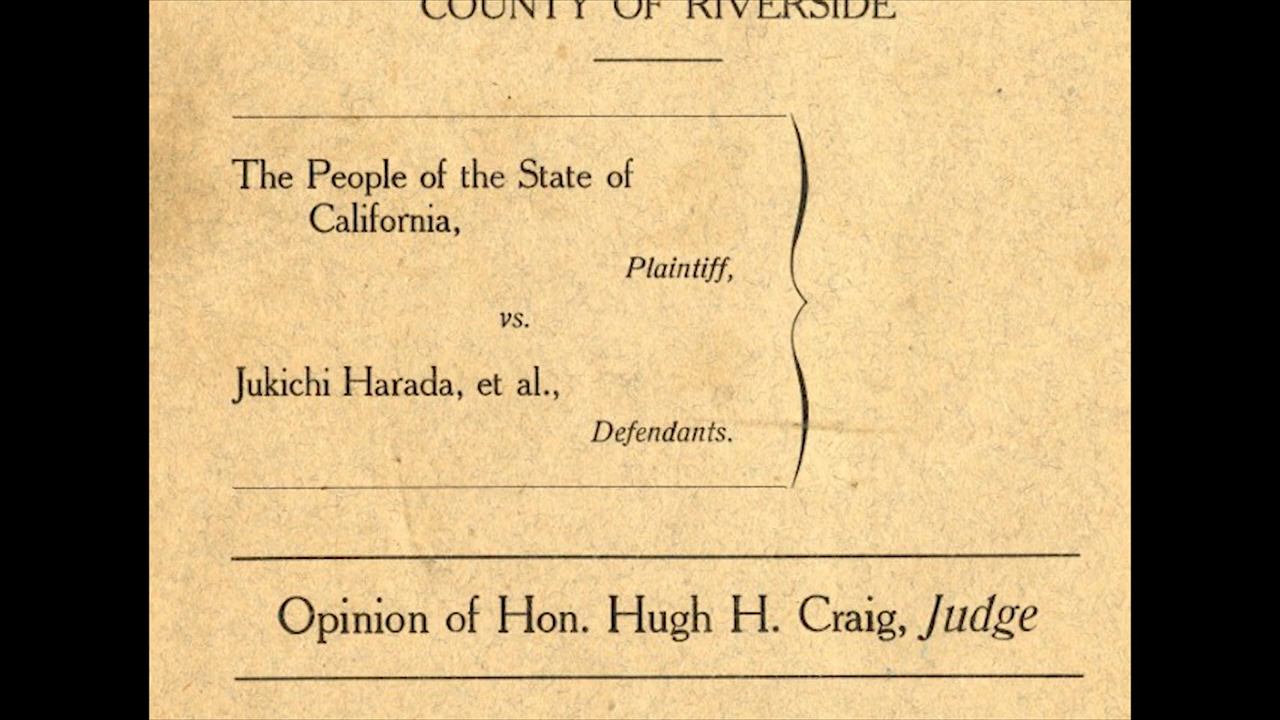 COUNTY OF RIVERSIDE
The People of the State of
California,
Plaintiff,
vs.
Jukichi Harada, et al.,
Defendants.
Opinion of Hon. Hugh H. Craig, Judge